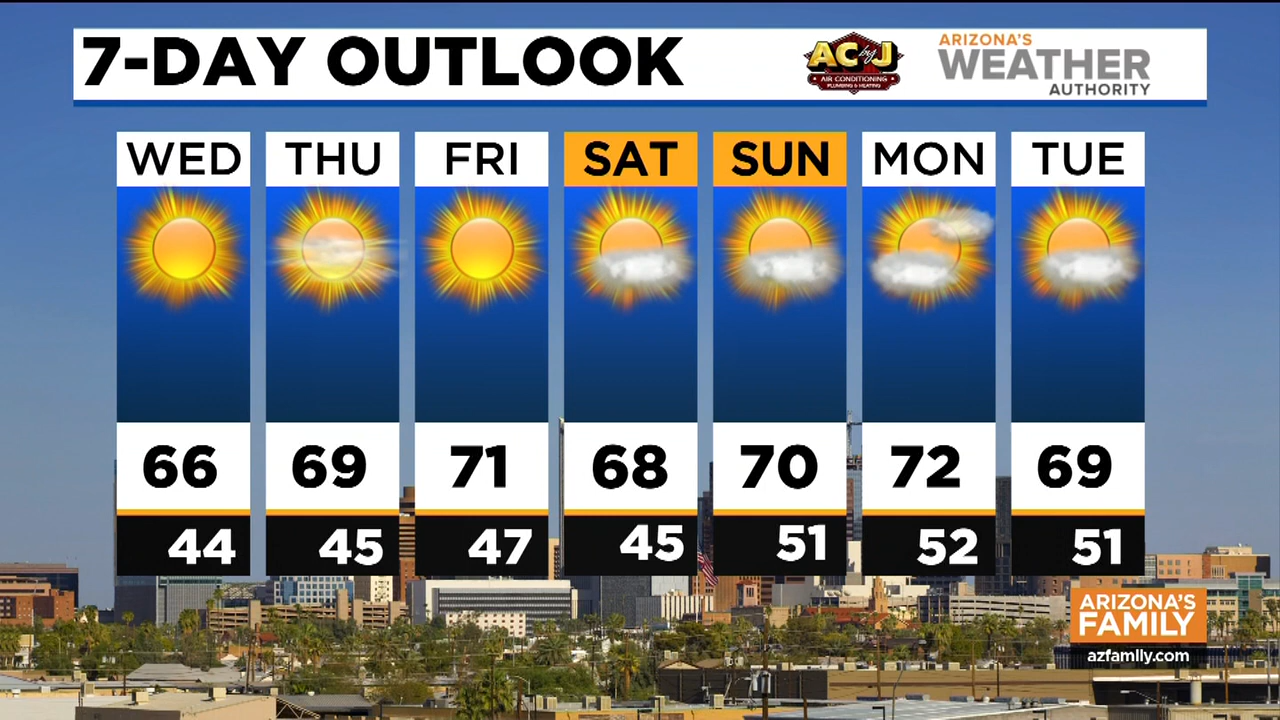 7-DAY OUTLOOK
AC by J
AIR CONDITIONING
PLUMBING & HEATING
ARIZONA'S
WEATHER
AUTHORITY
WED THU FRI SAT SUN MON TUE
66 69 71 68 70 72 69
44 45 47 45 51 52 51
ARIZONA'S
FAMILY
azfamily.com